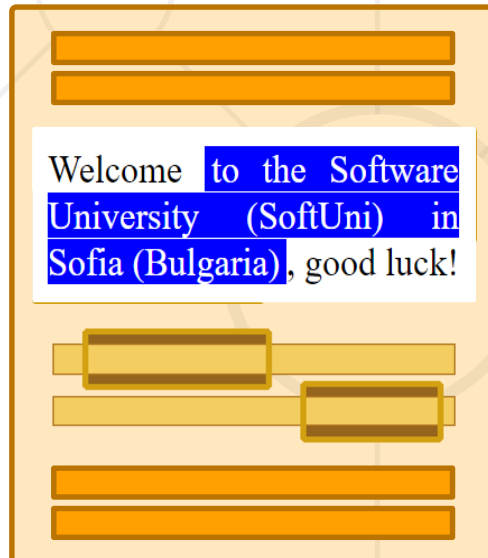 Welcome to the Software
University (SoftUni) in
Sofia (Bulgaria), good luck!